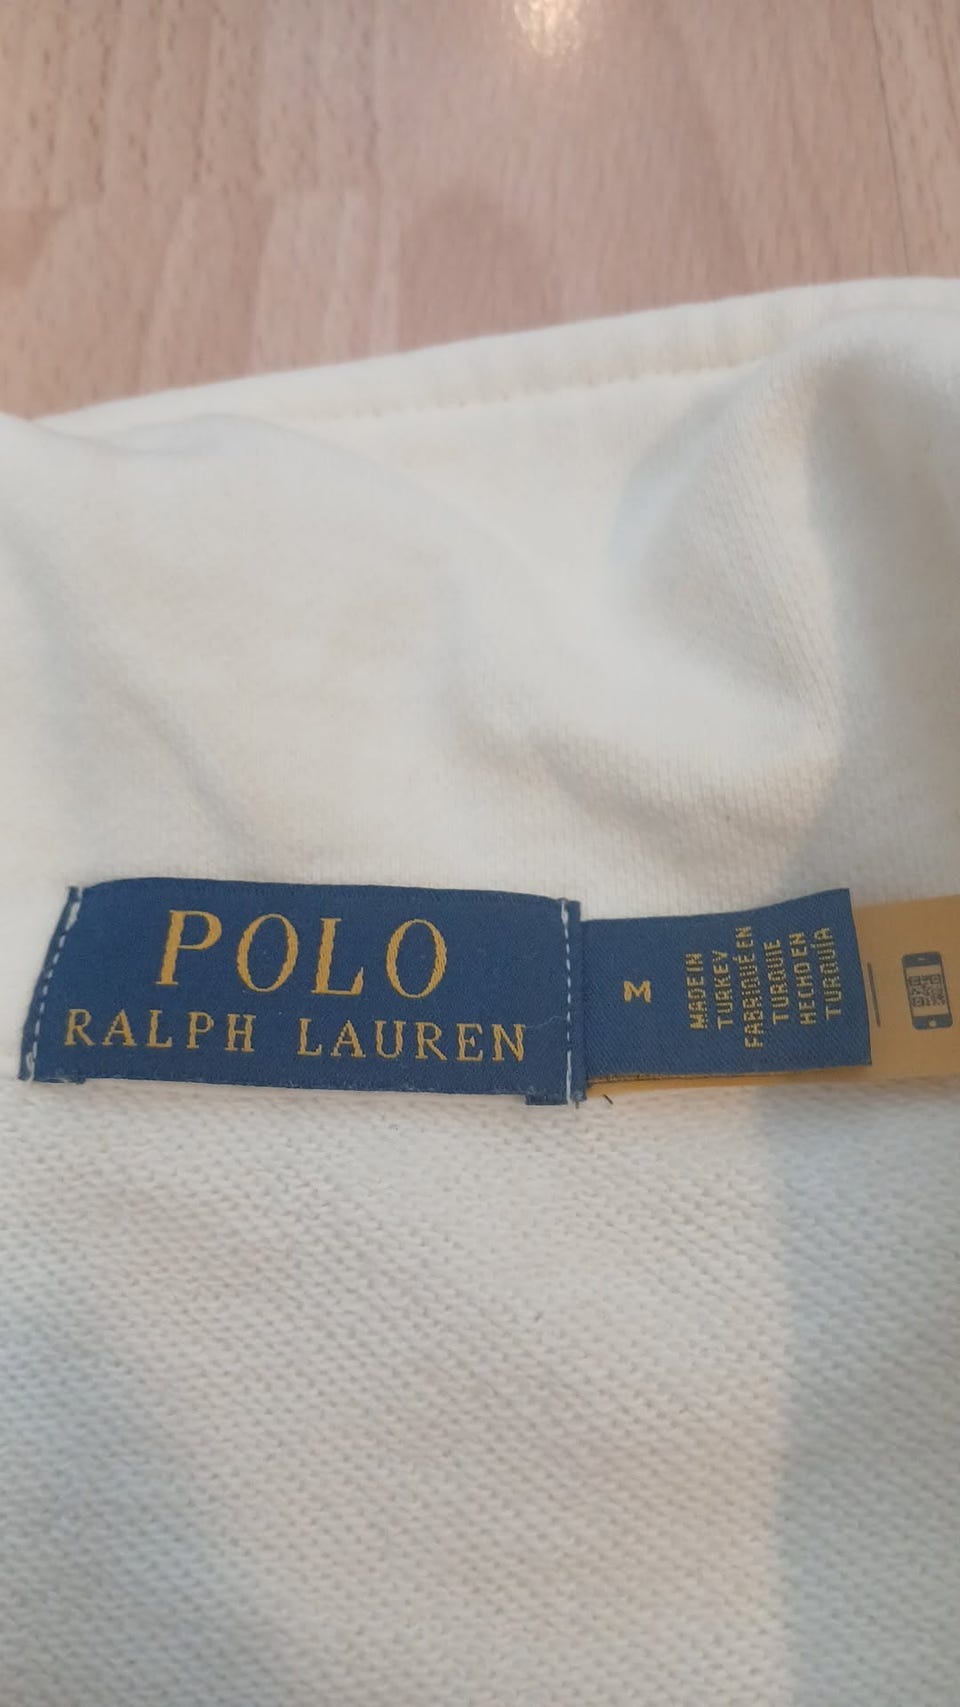 POLO
RALPH LAUREN
M
MADE IN
TURKEY
FABRIQUÉ EN
TURQUIE
HECHO EN
TURQUÍA